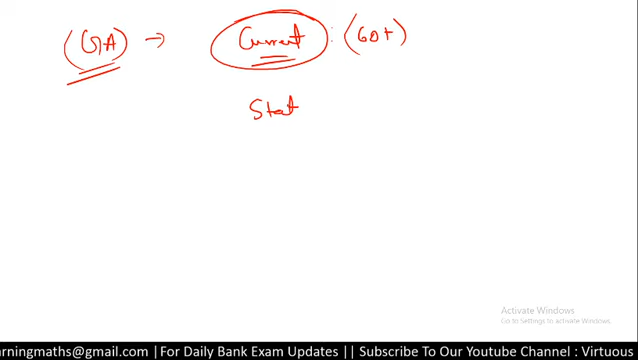 (GA) → Current : (60+)
Stat
Activate Windows
Go to Settings to activate Windows.
arningmaths@gmail.com |For Daily Bank Exam Updates || Subscribe To Our Youtube Channel : Virtuous